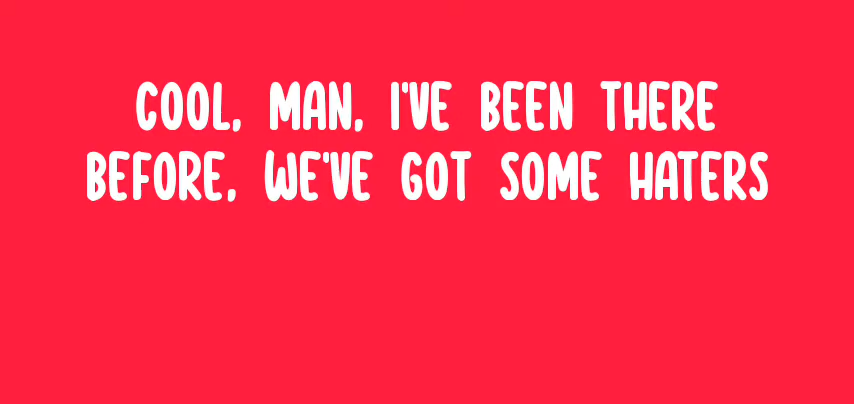 COOL, MAN, I'VE BEEN THERE
BEFORE, WE'VE GOT SOME HATERS